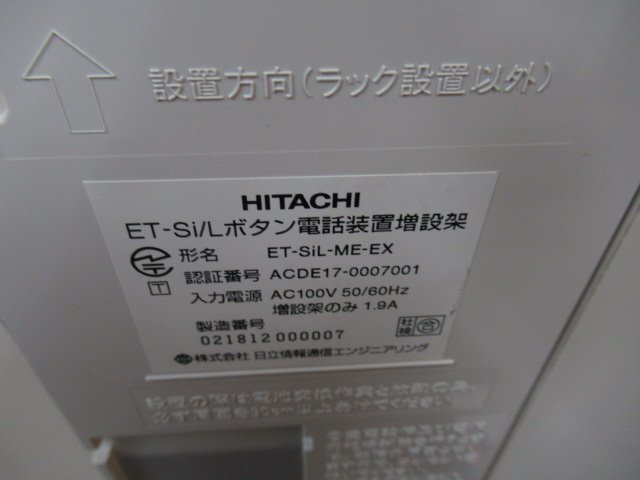 設置方向(ラック設置以外)
HITACHI
ET-Si/Lボタン電話装置増設架
形名 ET-SiL-ME-EX
T 認証番号 ACDE17-0007001
入力電源 AC100V 50/60Hz
増設架のみ 1.9A
製造番号
021812000007
社検 合
株式会社 日立情報通信エンジニアリング